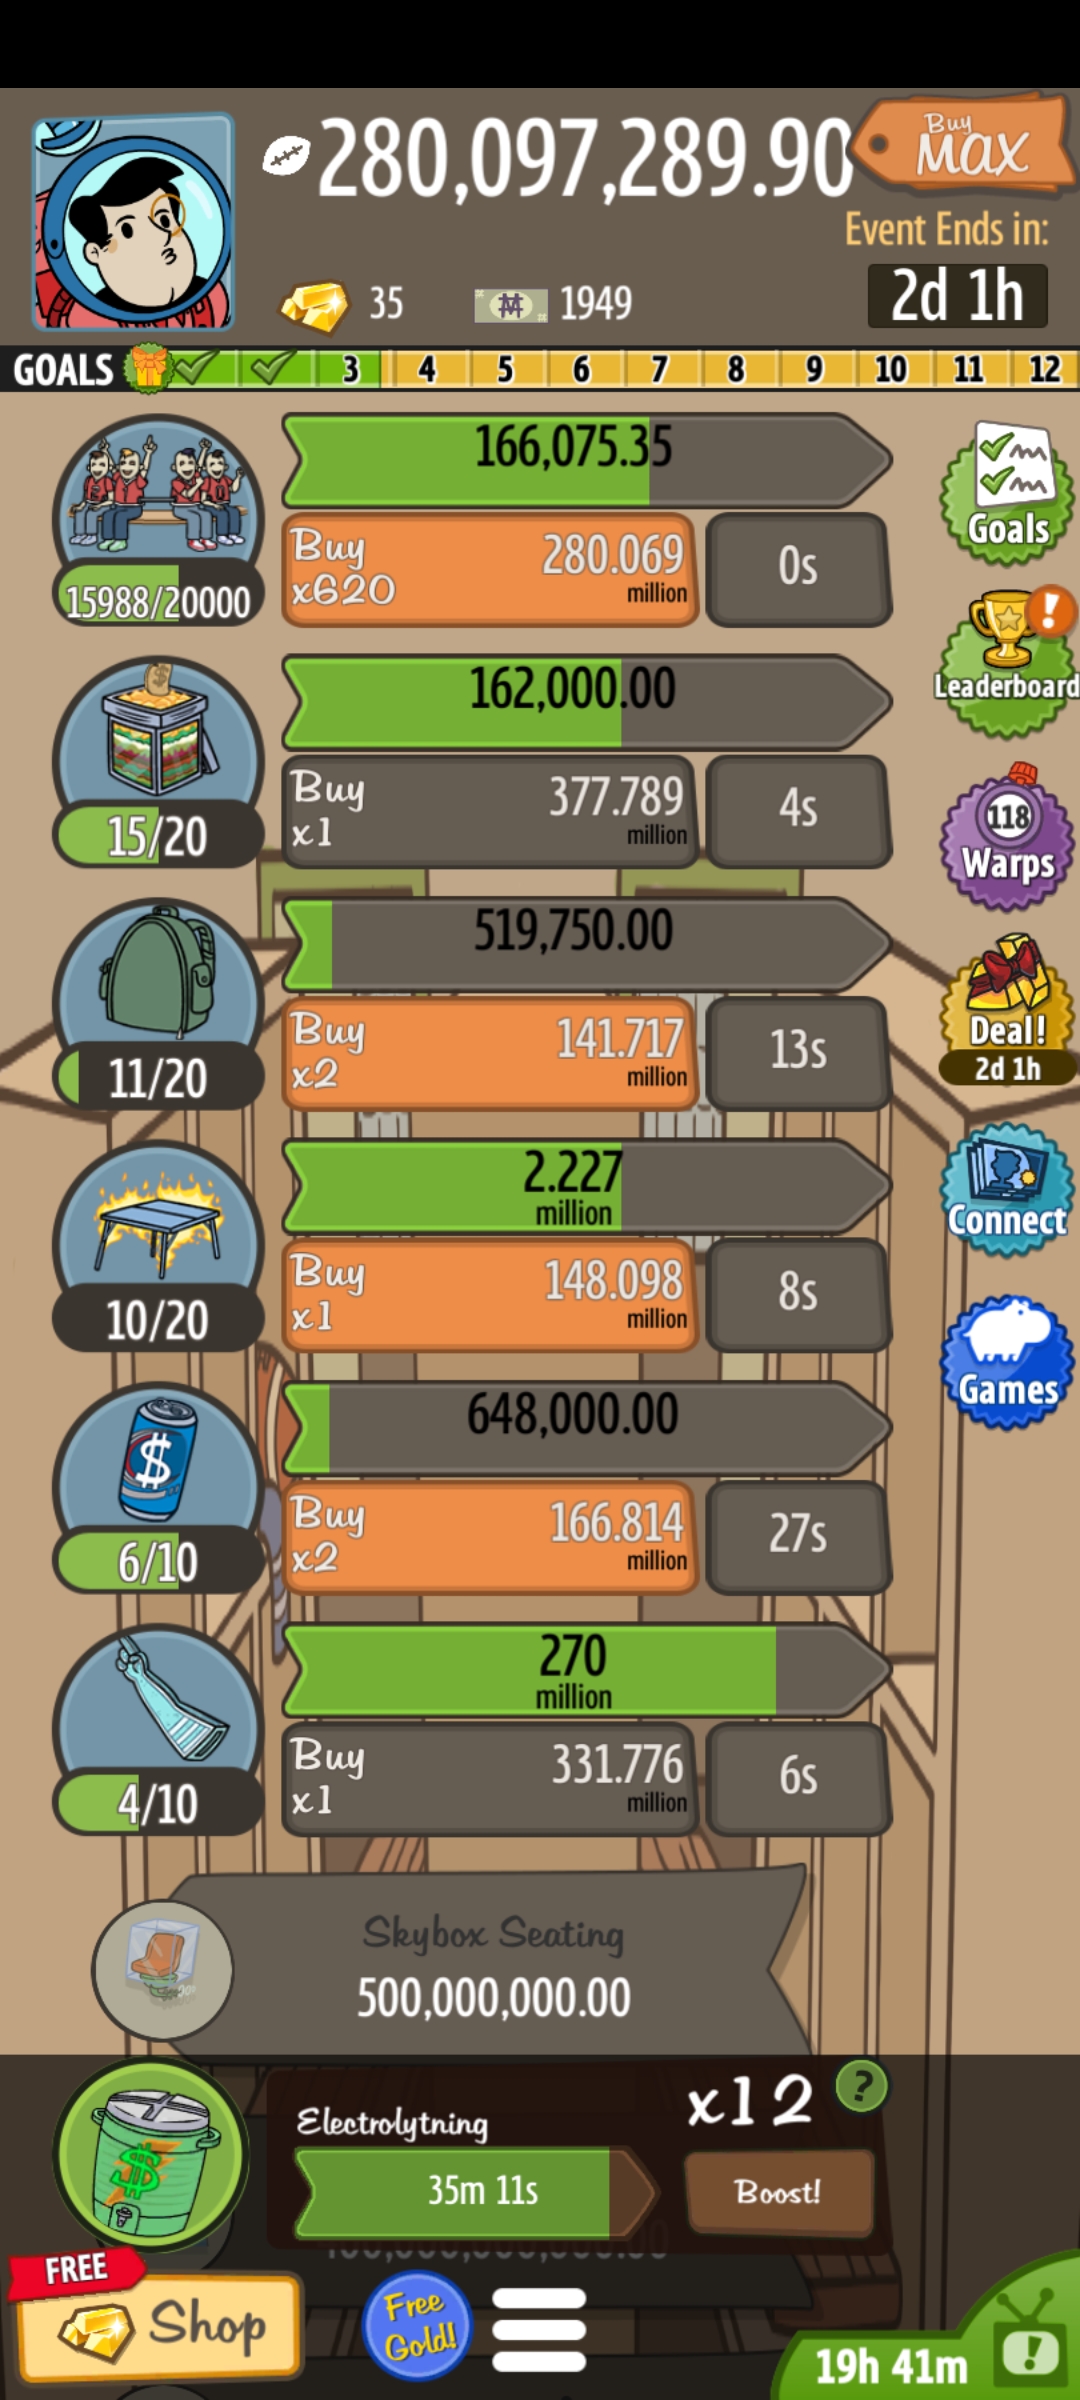 280,097,289.90
Buy
MAX
Event Ends in:
2d 1h
35
1949
GOALS 3 4 5 6 7 8 9 10 11 12
166,075.35
15988/20000
Buy
x620
280.069
million
0s
Goals
162,000.00
15/20
Buy
x1
377.789
million
4s
!
Leaderboard
519,750.00
11/20
Buy
x2
141.717
million
13s
118
Warps
Deal!
2d 1h
2.227
million
10/20
Buy
x1
148.098
million
8s
Connect
648,000.00
6/10
Buy
x2
166.814
million
27s
Games
270
million
4/10
Buy
x1
331.776
million
6s
Skybox Seating
500,000,000.00
Electrolytning
x12
?
35m 11s
Boost!
FREE
Shop
Free
Gold!
19h 41m
!